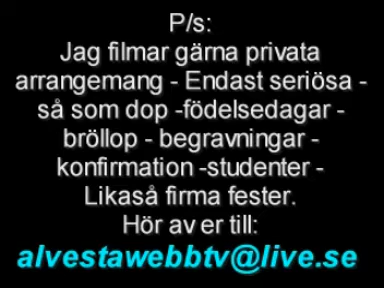 P/s:
Jag filmar gärna privata
arrangemang - Endast seriösa -
så som dop -födelsedagar -
bröllop - begravningar -
konfirmation -studenter -
Likaså firma fester.
Hör av er till:
alvestawebbtv@live.se